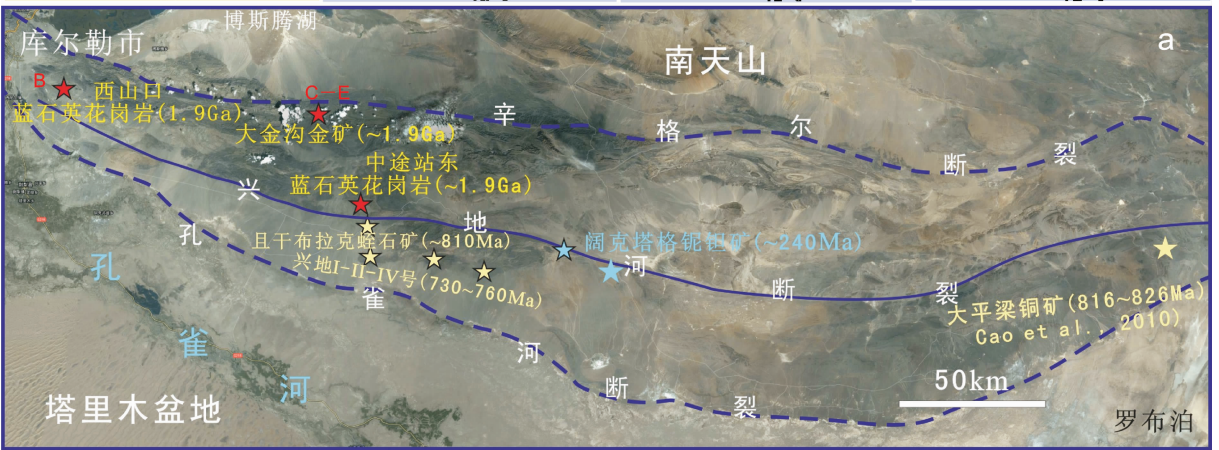 博斯腾湖
a
库尔勒市
南天山
B
西山口
蓝石英花岗岩(1.9Ga)
C—E
大金沟金矿(~1.9Ga)
辛格尔断裂
中途站东
蓝石英花岗岩(~1.9Ga)
兴地河断裂
孔雀河断裂
且干布拉克蛭石矿(~810Ma)
阔克塔格铌钽矿(~240Ma)
兴地I-II-IV号(730~760Ma)
孔雀河
大平梁铜矿(816~826Ma)
Cao et al., 2010)
50km
塔里木盆地
罗布泊